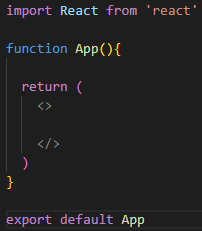 import React from 'react'
function App(){
return (
<>
</>
)
}
export default App